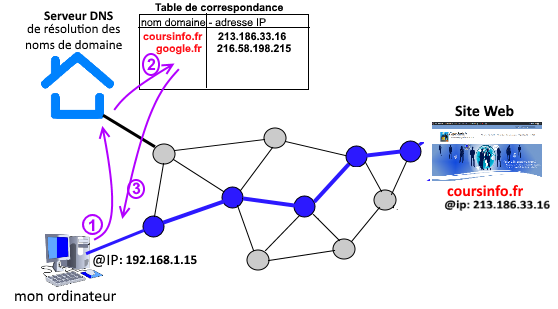 Serveur DNS
de résolution des
noms de domaine
Table de correspondance
nom domaine - adresse IP
coursinfo.fr 213.186.33.16
google.fr 216.58.198.215
2
3
1
Site Web
coursinfo.fr
@ip: 213.186.33.16
@IP: 192.168.1.15
mon ordinateur